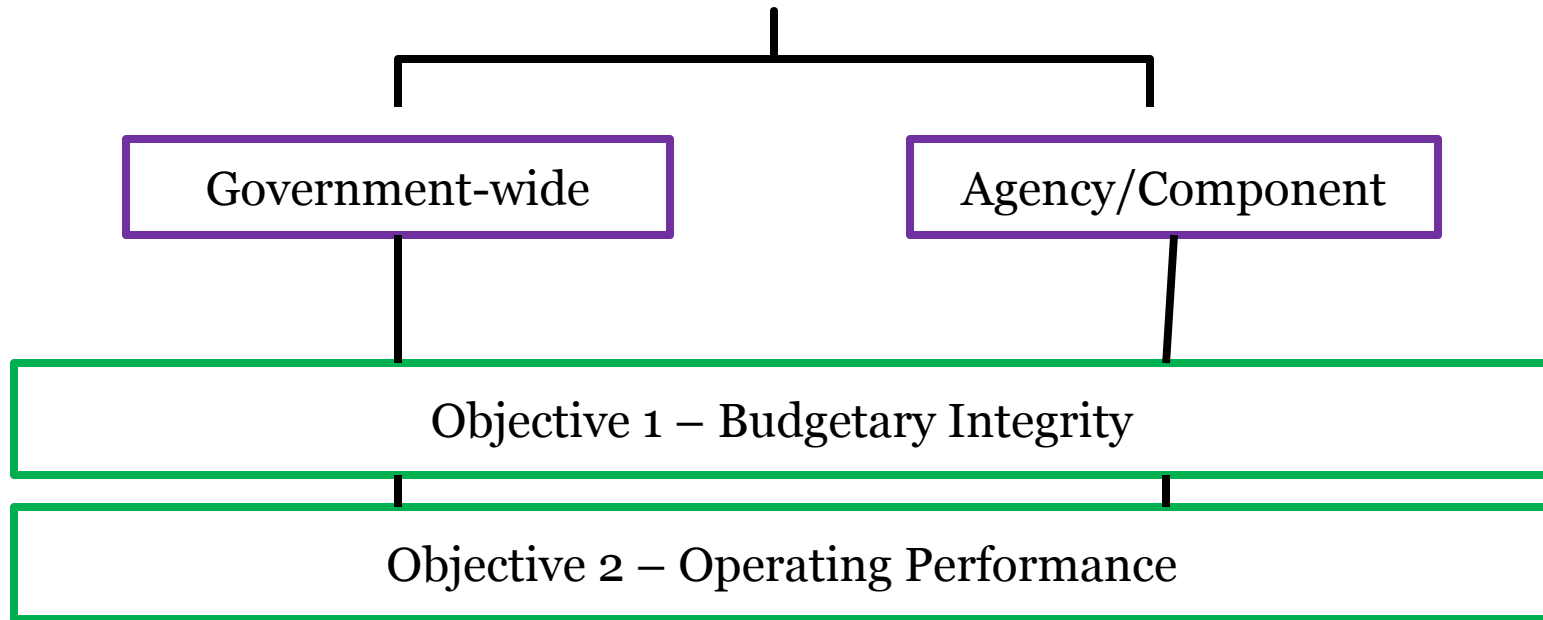 Government-wide
Agency/Component
Objective 1 – Budgetary Integrity
Objective 2 – Operating Performance